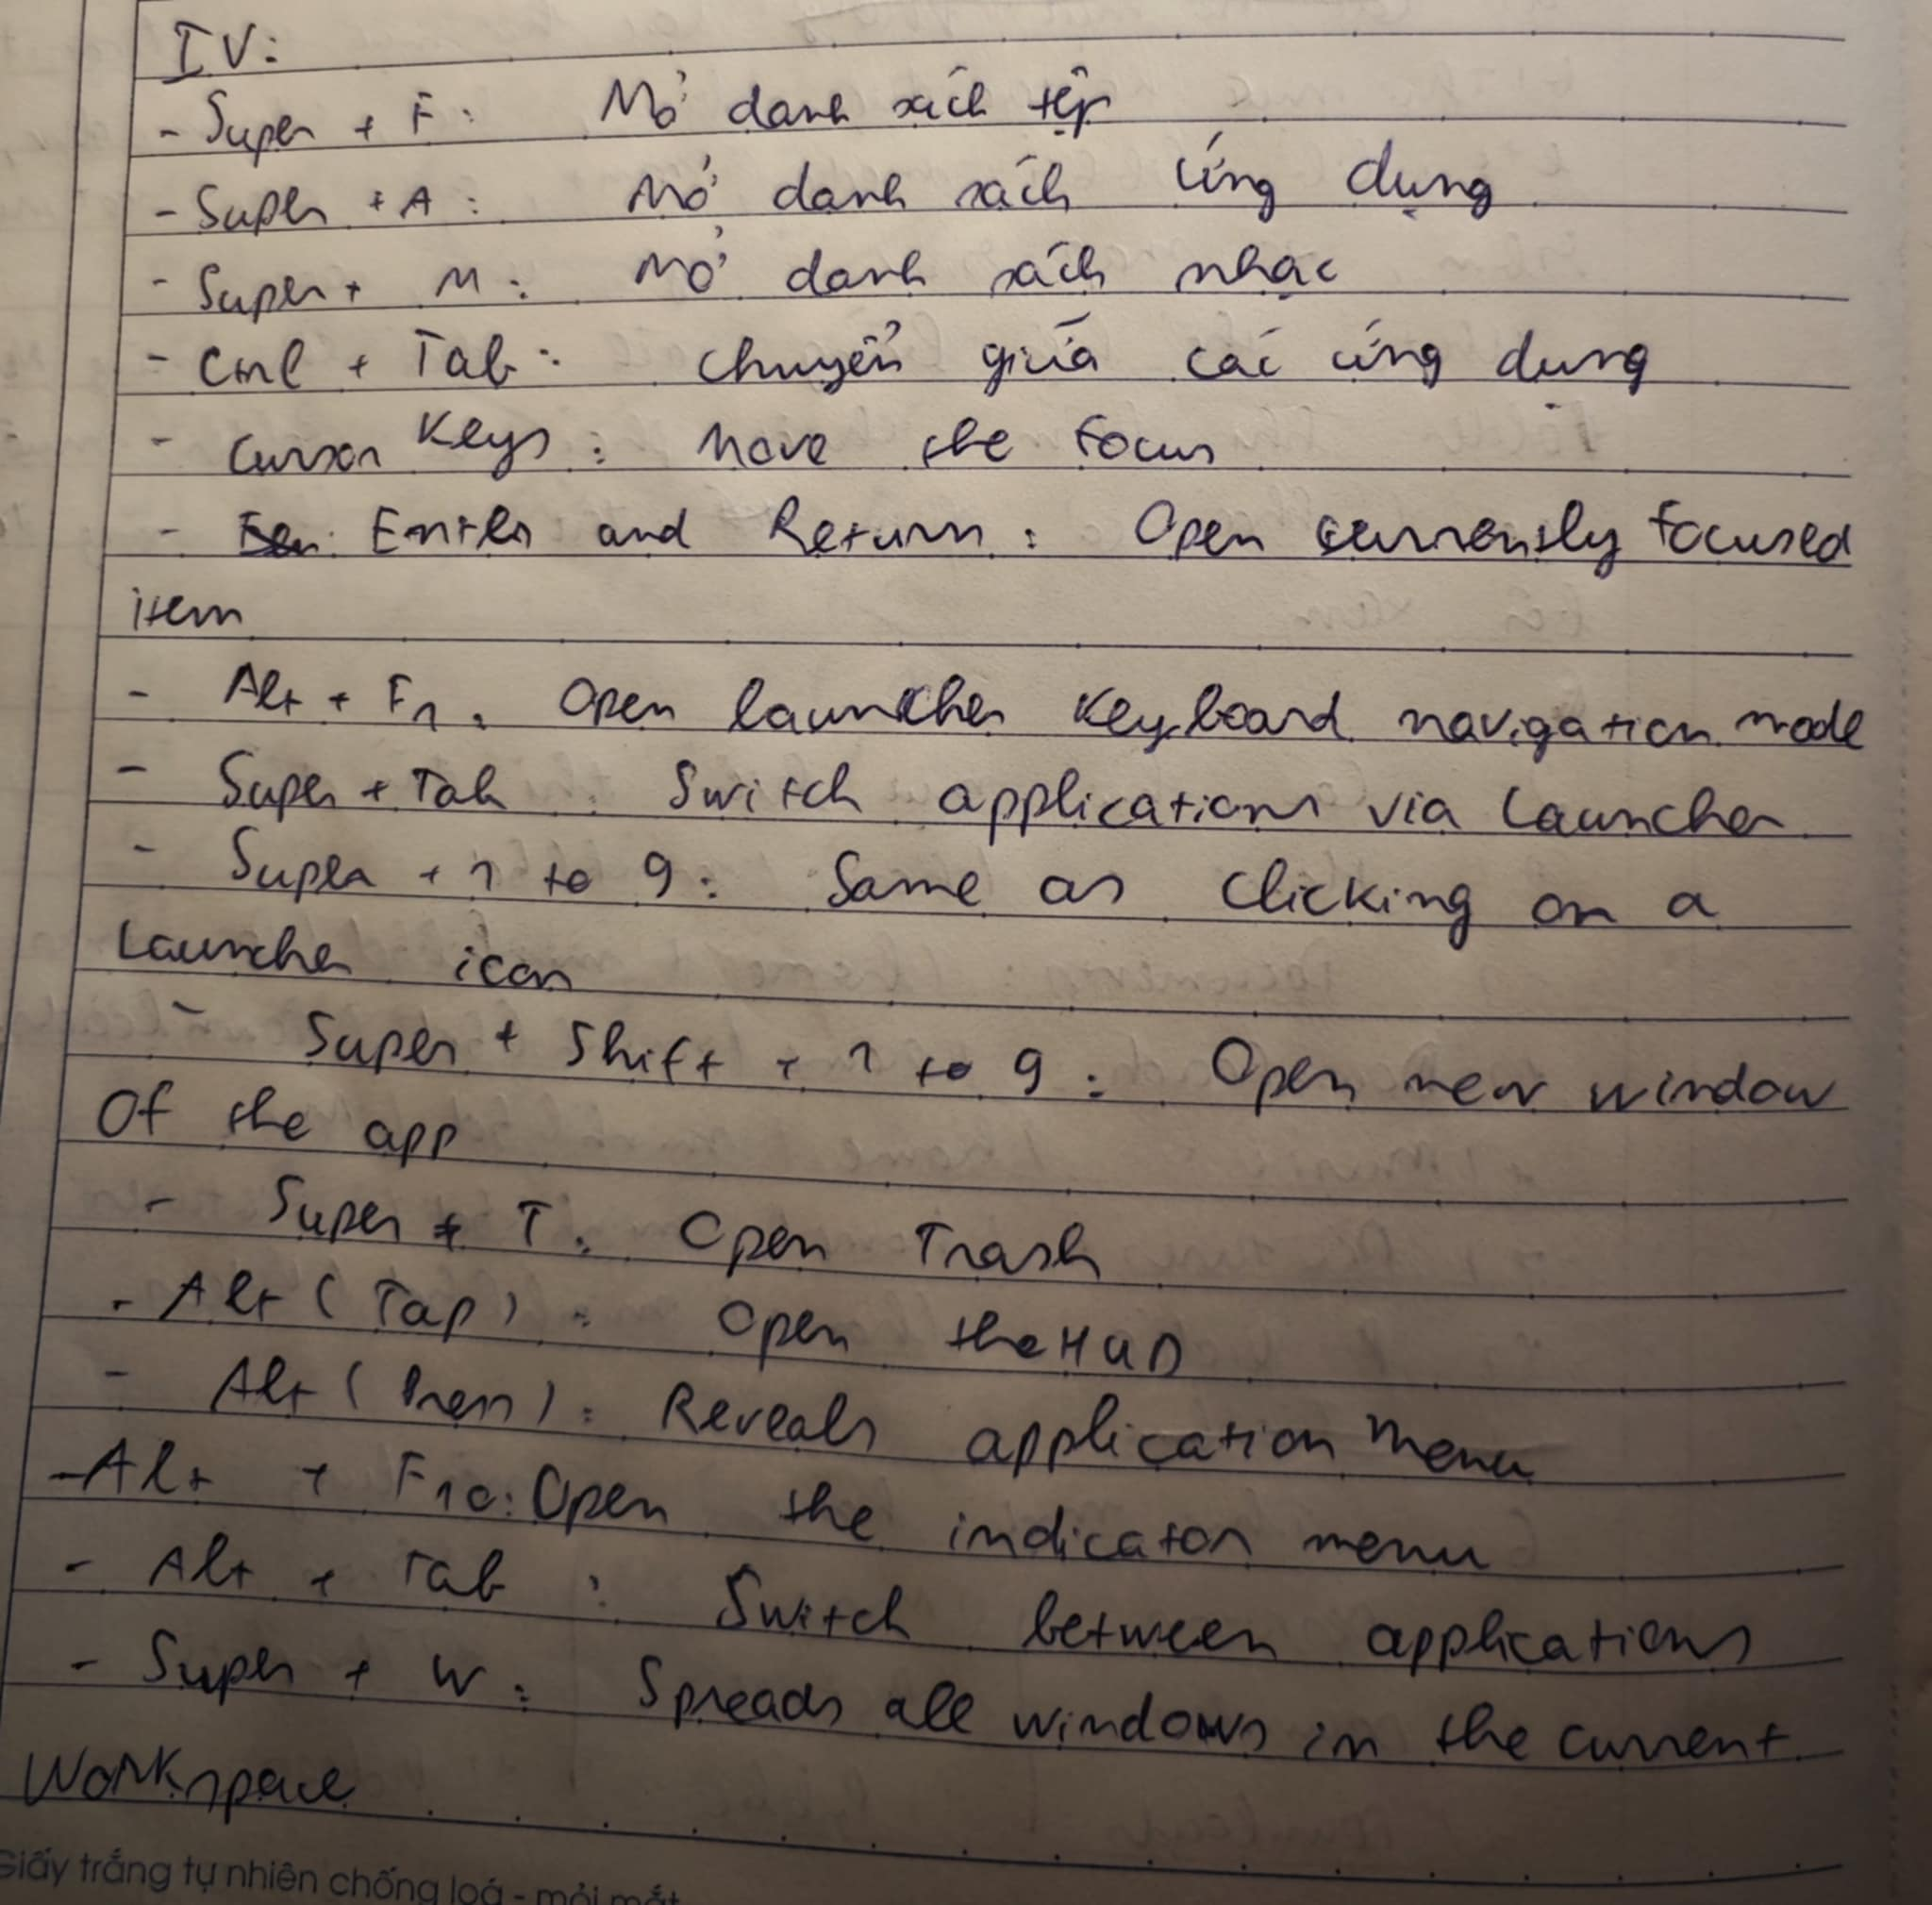 IV:
- Super + F: Mở danh sách tệp
- Super + A: Mở danh sách ứng dụng
- Super + M: Mở danh sách nhạc
- Ctrl + Tab: chuyển giữa các ứng dụng
- Cursor Keys: Move the Focus
- Enter and Return: Open currently focused
item
- Alt + F1: Open launcher Keyboard navigation mode
- Super + Tab: Switch applications via Launcher
- Super + 1 to 9: Same as clicking on a
Launcher icon
- Super + Shift + 1 to 9: Open new window
Of the app
- Super + T: Open Trash
- Alt (Tap): Open the HUD
- Alt (Press): Reveals application Menu
- Alt + F10: Open the indicator menu
- Alt + Tab: Switch between applications
- Super + W: Spreads all windows in the current
Workspace
Giấy trắng tự nhiên chống loá - mỏi mắt